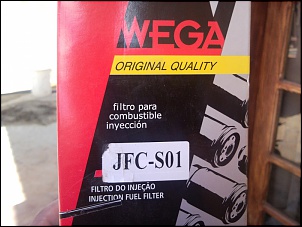 WEGA
ORIGINAL QUALITY
filtro para
combustible
inyección
JFC-S01
FILTRO DO INJEÇÃO
INJECTION FUEL FILTER